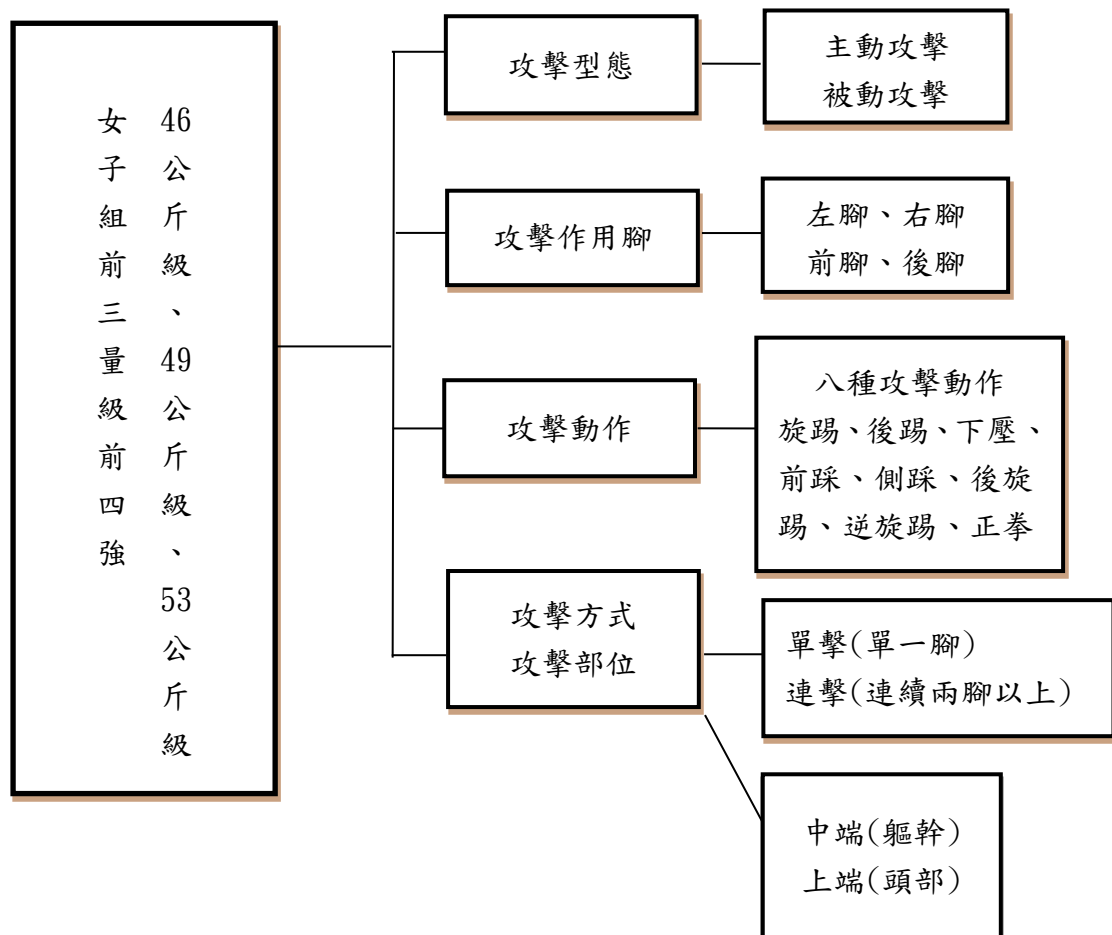 46公斤級、49公斤級、53公斤級
女子組前三量級前四強
攻擊型態
主動攻擊
被動攻擊
攻擊作用腳
左腳、右腳
前腳、後腳
攻擊動作
八種攻擊動作
旋踢、後踢、下壓、
前踩、側踩、後旋
踢、逆旋踢、正拳
攻擊方式
攻擊部位
單擊(單一腳)
連擊(連續兩腳以上)
中端(軀幹)
上端(頭部)